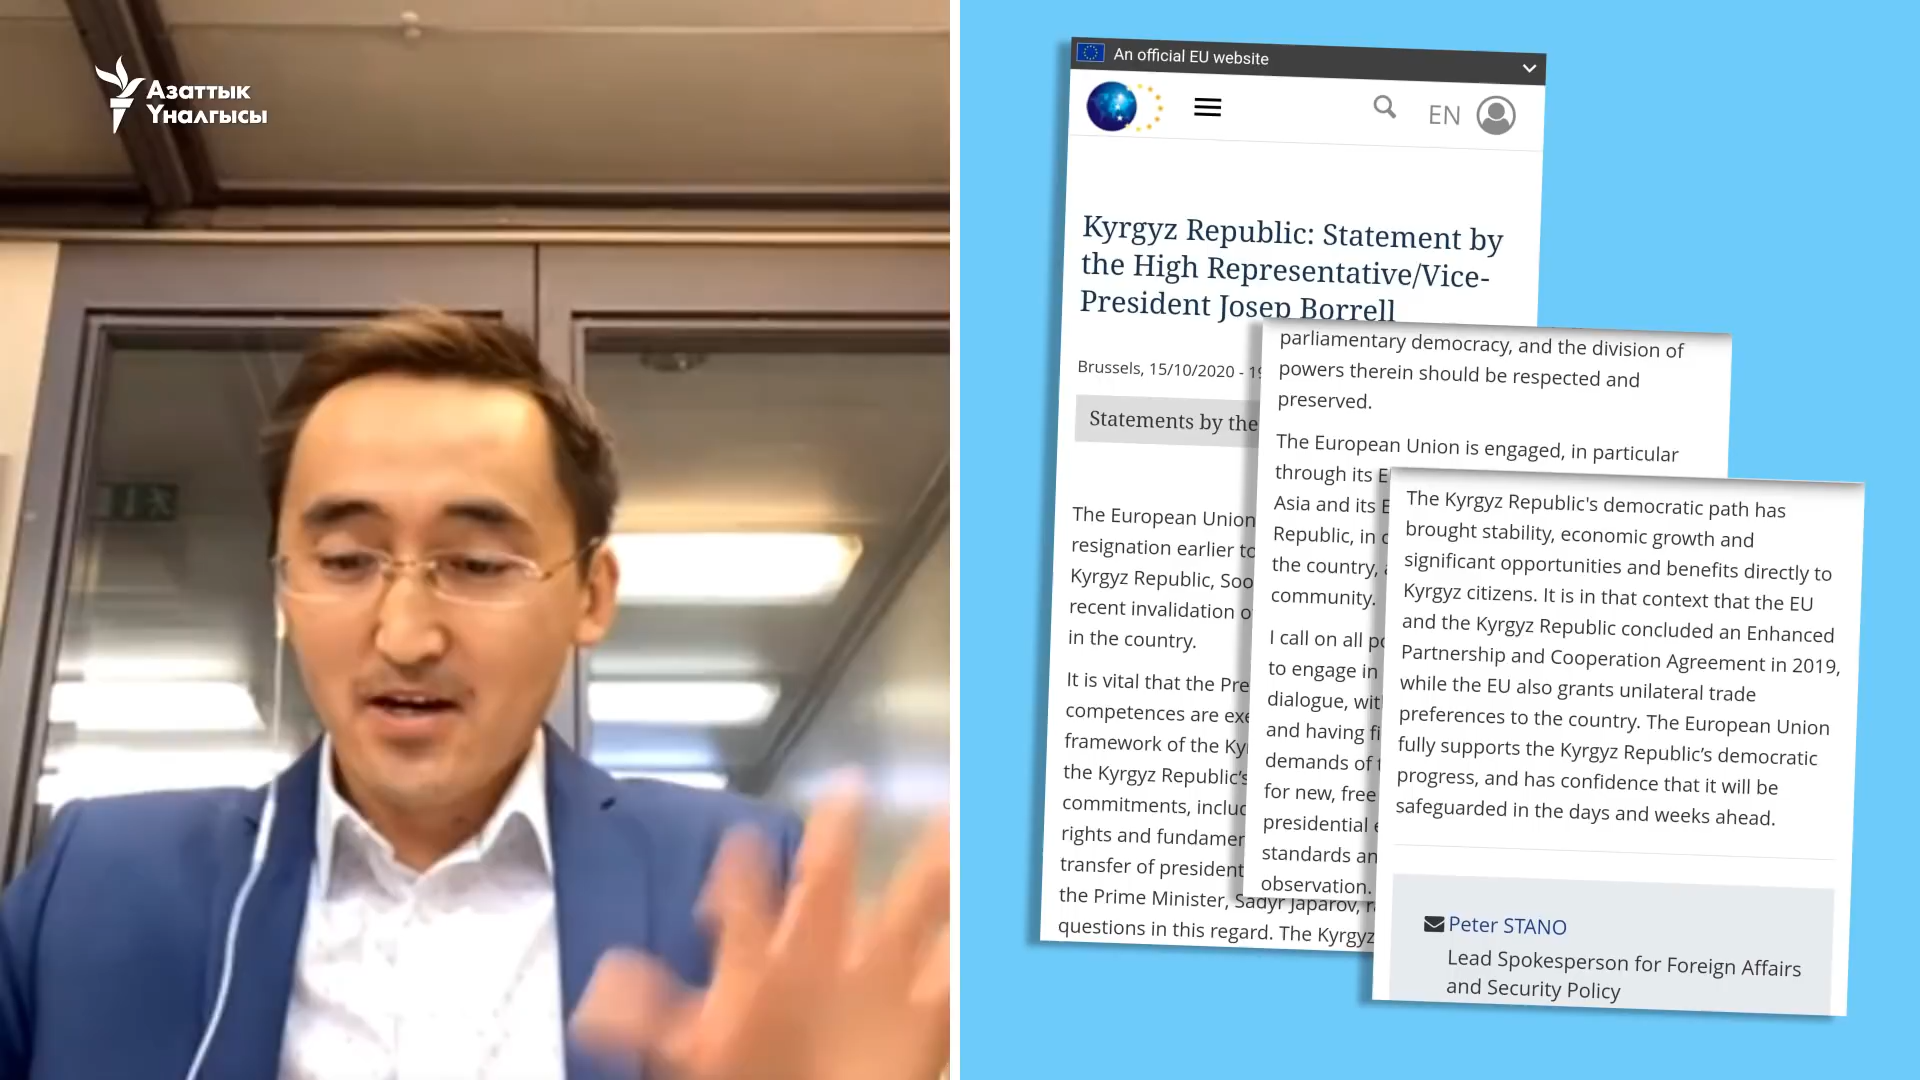 Азаттык
Үналгысы
An official EU website
EN
Kyrgyz Republic: Statement by
the High Representative/Vice-
President Josep Borrell
Brussels, 15/10/2020 -
Statements by the
The European Union
resignation earlier
Kyrgyz Republic,
recent invalidation
in the country.
It is vital that the
competences are
framework of the
the Kyrgyz Republic's
commitments,
rights and
transfer of
the Prime Minister, Sadyr Japarov,
questions in this regard. The Kyrgyz
parliamentary democracy, and the division of
powers therein should be respected and
preserved.
The European Union is engaged, in particular
through its
Asia and its
Republic, in
the country,
community.
I call on all
to engage in
dialogue,
and having
demands of
for new, free
presidential
standards
observation.
The Kyrgyz Republic's democratic path has
brought stability, economic growth and
significant opportunities and benefits directly to
Kyrgyz citizens. It is in that context that the EU
and the Kyrgyz Republic concluded an Enhanced
Partnership and Cooperation Agreement in 2019,
while the EU also grants unilateral trade
preferences to the country. The European Union
fully supports the Kyrgyz Republic's democratic
progress, and has confidence that it will be
safeguarded in the days and weeks ahead.
Peter STANO
Lead Spokesperson for Foreign Affairs
and Security Policy